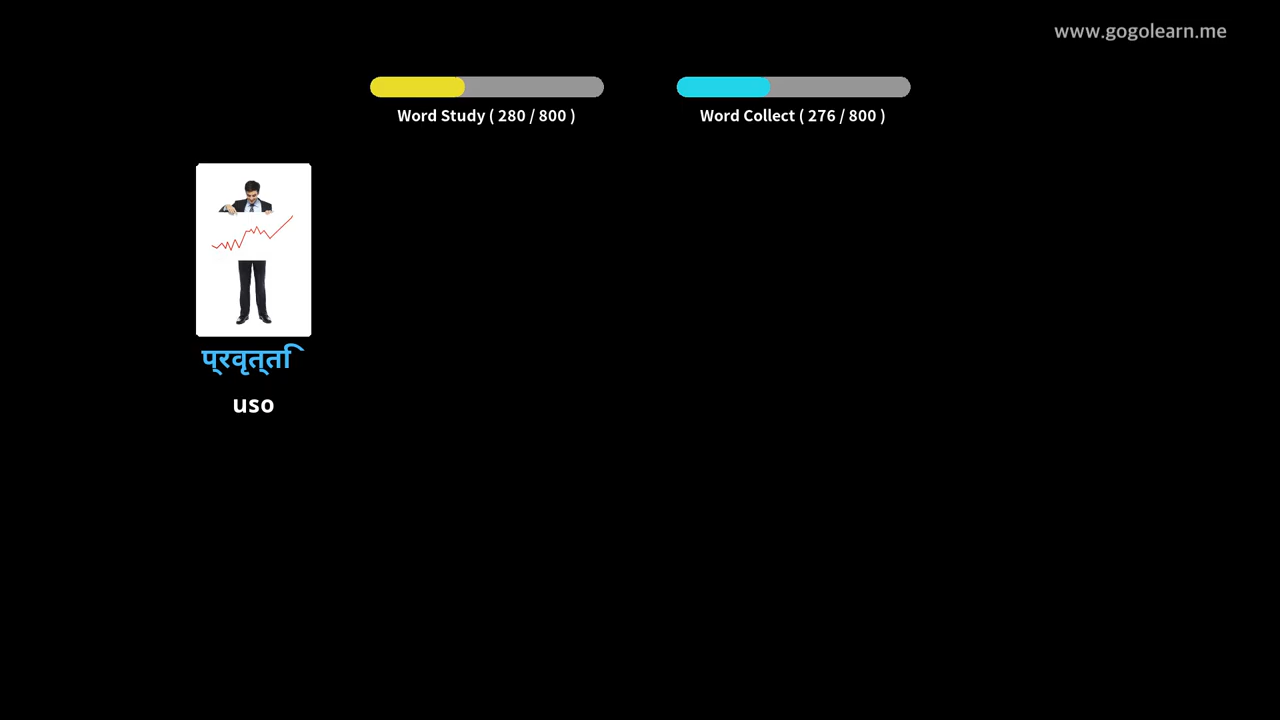 www.gogolearn.me
Word Study ( 280 / 800 )
Word Collect ( 276 / 800 )
प्रवृत्ति
uso